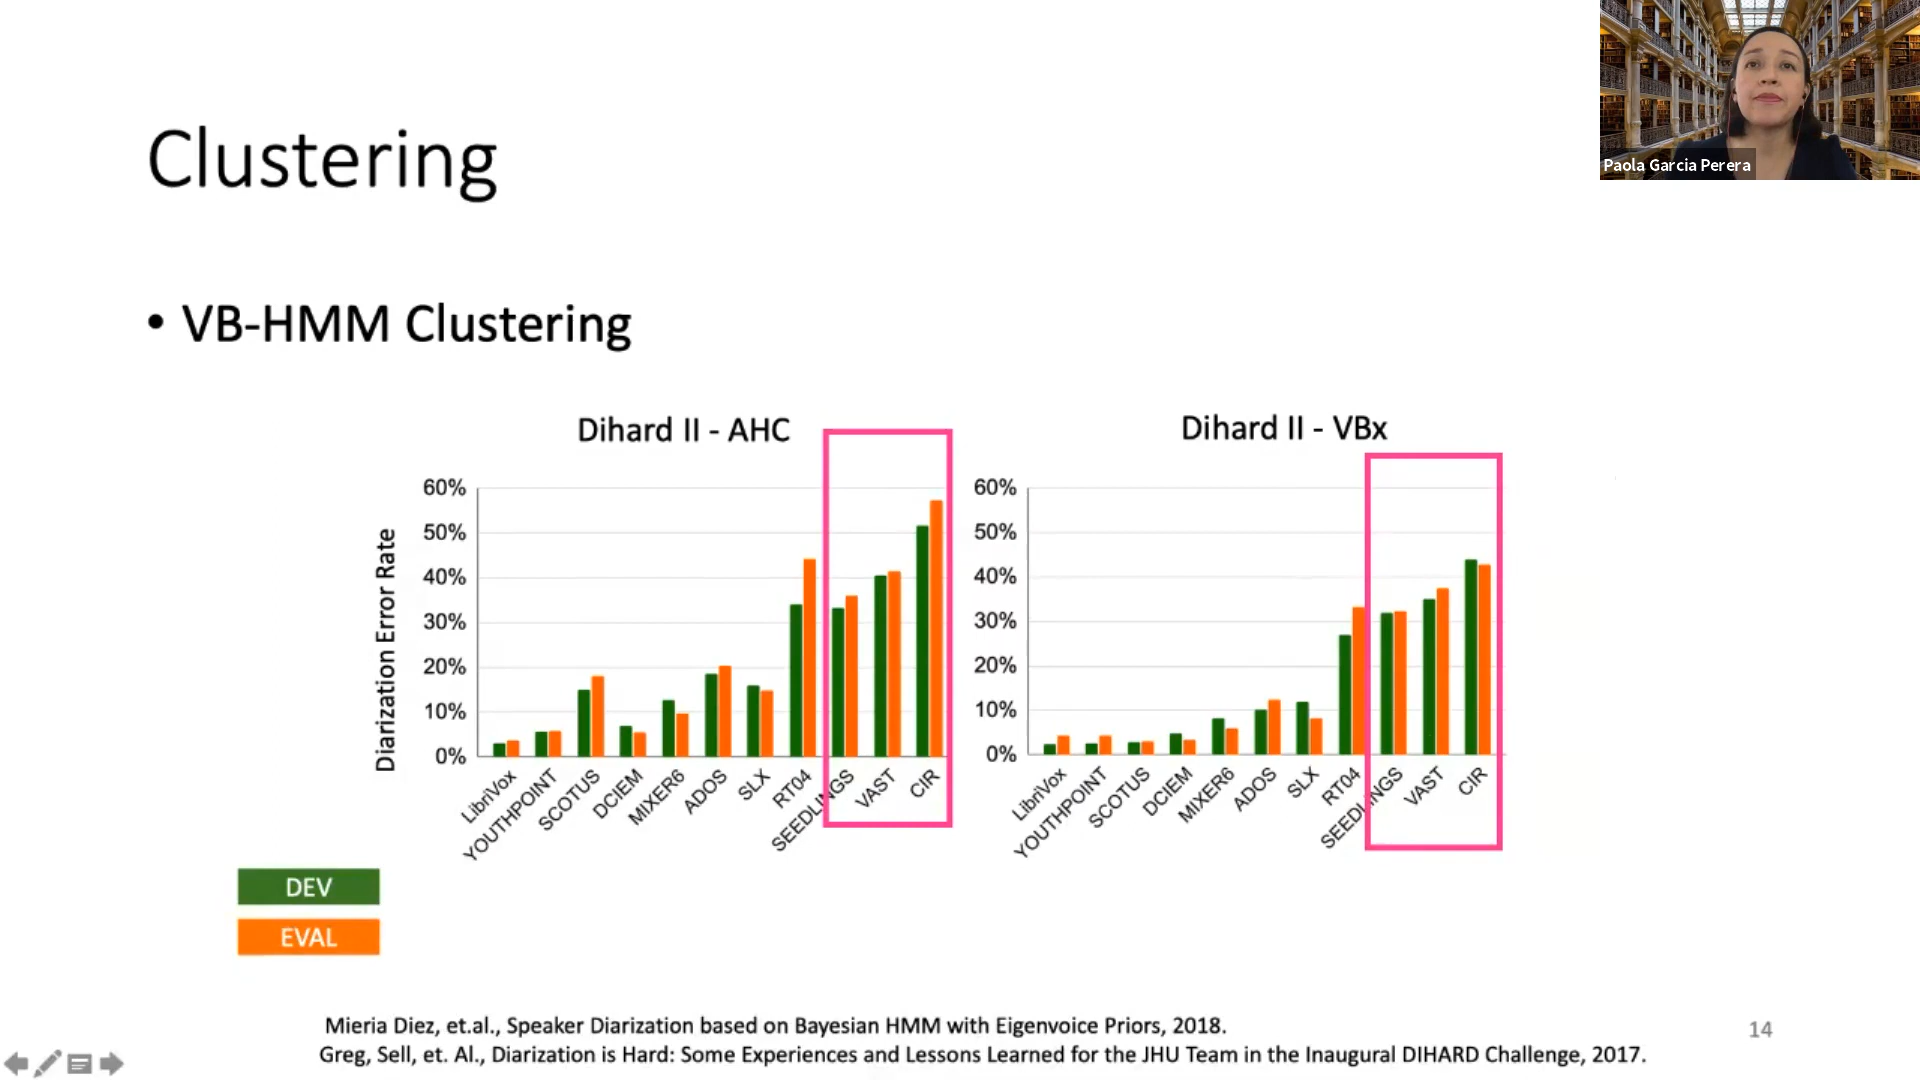 Paola Garcia Perera
Clustering
• VB-HMM Clustering
Dihard II - AHC
Diarization Error Rate
60%
50%
40%
30%
20%
10%
0%
LibriVox
YOUTHPOINT
SCOTUS
DCIEM
MIXER6
ADOS
SLX
RT04
SEEDLINGS
VAST
CIR
Dihard II - VBx
60%
50%
40%
30%
20%
10%
0%
LibriVox
YOUTHPOINT
SCOTUS
DCIEM
MIXER6
ADOS
SLX
RT04
SEEDLINGS
VAST
CIR
DEV
EVAL
Mieria Diez, et.al., Speaker Diarization based on Bayesian HMM with Eigenvoice Priors, 2018.
Greg, Sell, et. Al., Diarization is Hard: Some Experiences and Lessons Learned for the JHU Team in the Inaugural DIHARD Challenge, 2017.
14